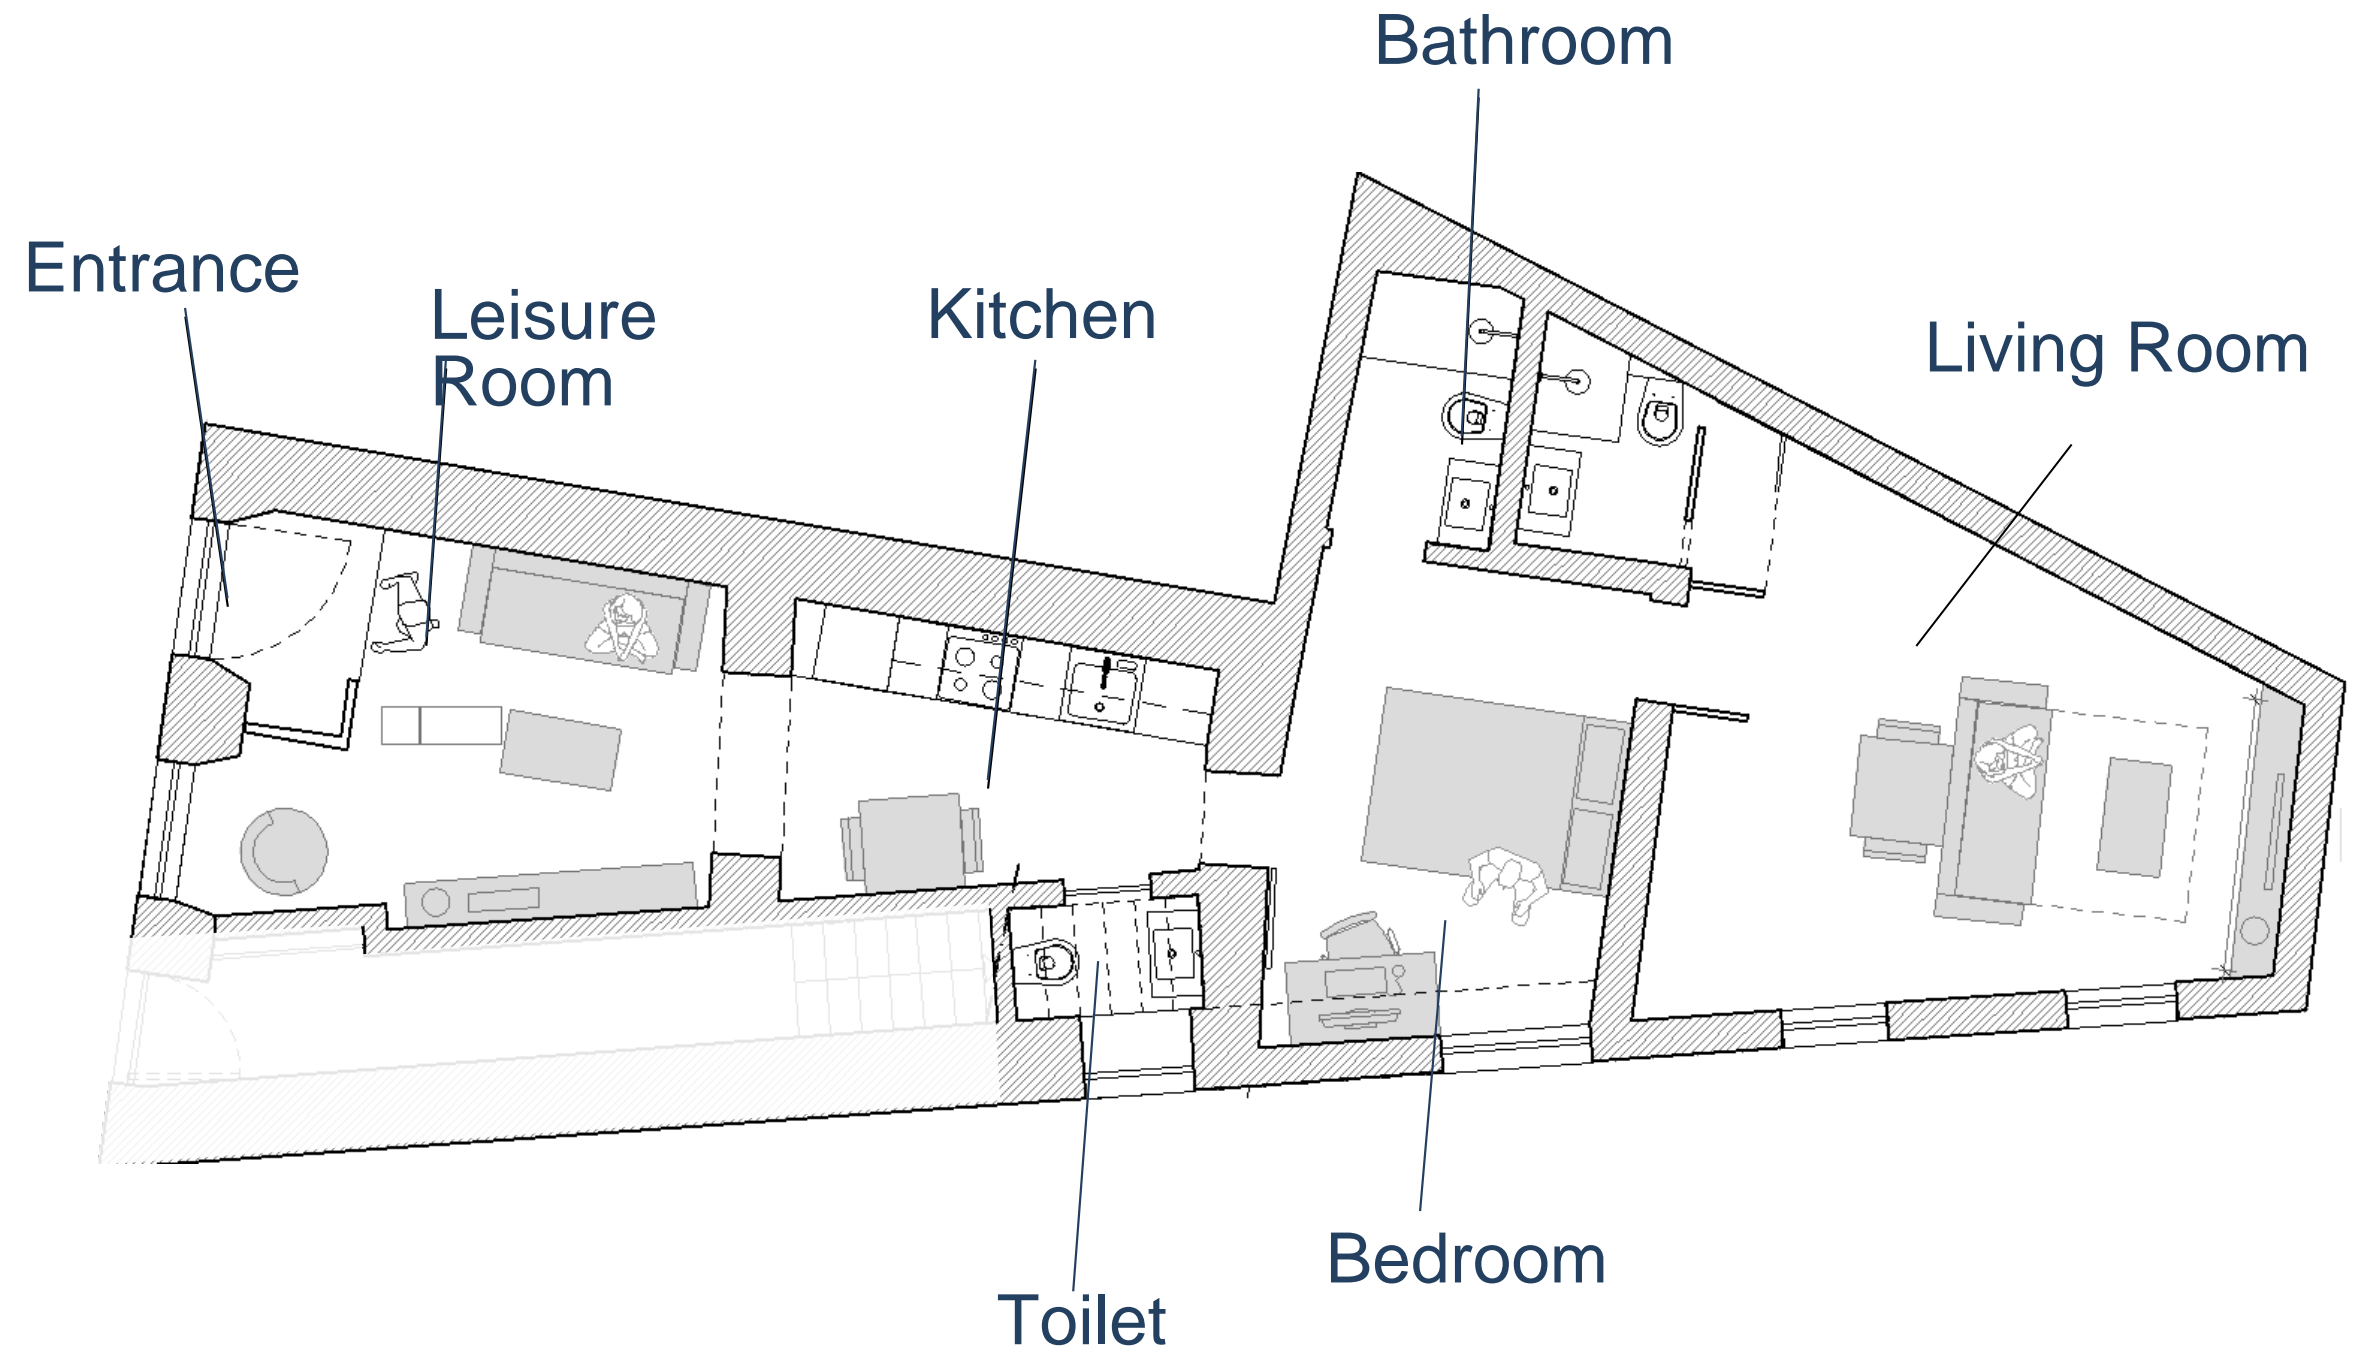 Bathroom
Entrance
Leisure
Room
Kitchen
Living Room
Bedroom
Toilet